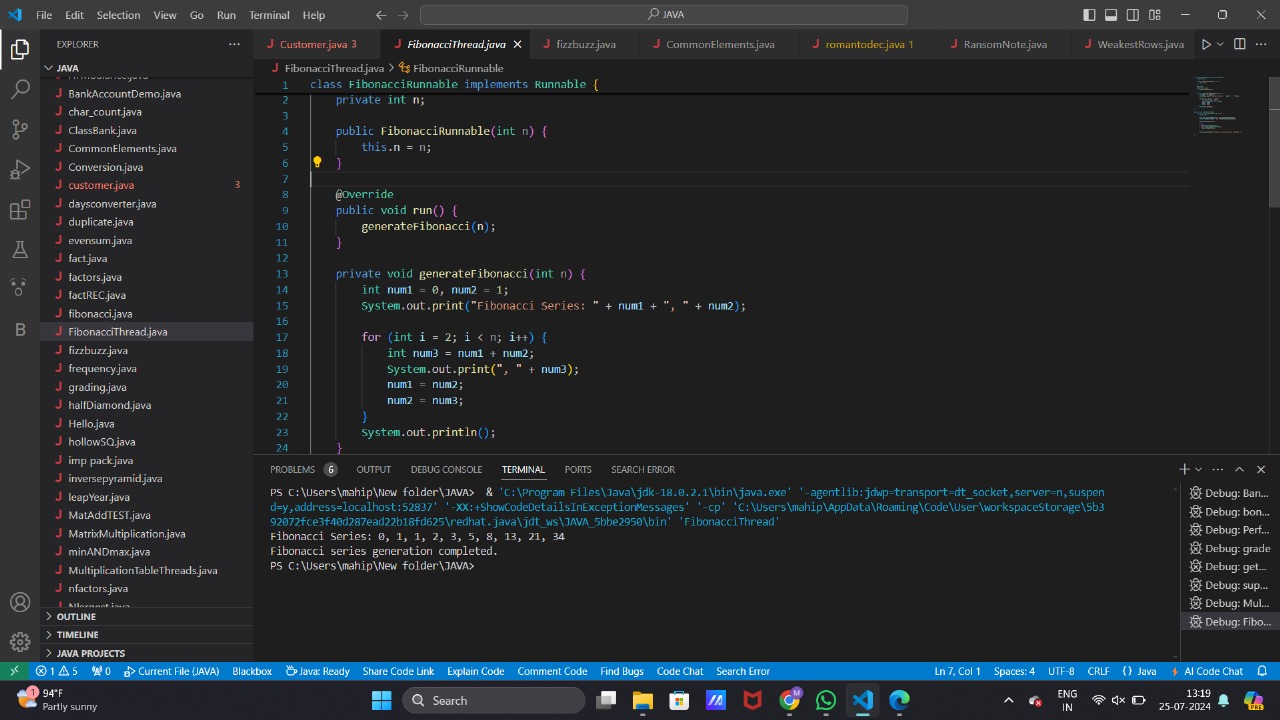 File Edit Selection View Go Run Terminal Help
JAVA
EXPLORER
Customer.java 3 FibonacciThread.java fizzbuzz.java CommonElements.java romantodec.java 1 RansomNote.java WeakestRows.java
JAVA
FibonacciThread.java > FibonacciRunnable
BankAccountDemo.java
char_count.java
ClassBank.java
CommonElements.java
Conversion.java
customer.java 3
daysconverter.java
duplicate.java
evensum.java
fact.java
factors.java
factREC.java
fibonacci.java
FibonacciThread.java
fizzbuzz.java
frequency.java
grading.java
halfDiamond.java
Hello.java
hollowSQ.java
imp pack.java
inversepyramid.java
leapYear.java
MatAddTEST.java
MatrixMultiplication.java
minANDmax.java
MultiplicationTableThreads.java
nfactors.java
Nlargest.java
OUTLINE
TIMELINE
JAVA PROJECTS
1 class FibonacciRunnable implements Runnable {
2 private int n;
3
4 public FibonacciRunnable(int n) {
5 this.n = n;
6 }
7
8 @Override
9 public void run() {
10 generateFibonacci(n);
11 }
12
13 private void generateFibonacci(int n) {
14 int num1 = 0, num2 = 1;
15 System.out.print("Fibonacci Series: " + num1 + ", " + num2);
16
17 for (int i = 2; i < n; i++) {
18 int num3 = num1 + num2;
19 System.out.print(", " + num3);
20 num1 = num2;
21 num2 = num3;
22 }
23 System.out.println();
24 }
PROBLEMS 6 OUTPUT DEBUG CONSOLE TERMINAL PORTS SEARCH ERROR
PS C:\Users\mahip\New folder\JAVA> & 'C:\Program Files\Java\jdk-18.0.2.1\bin\java.exe' '-agentlib:jdwp=transport=dt_socket,server=n,suspen
d=y,address=localhost:52837' '-XX:+ShowCodeDetailsInExceptionMessages' '-cp' 'C:\Users\mahip\AppData\Roaming\Code\User\workspaceStorage\5b3
92072fce3f40d287ead22b18fd625\redhat.java\jdt_ws\JAVA_5bbe2950\bin' 'FibonacciThread'
Fibonacci Series: 0, 1, 1, 2, 3, 5, 8, 13, 21, 34
Fibonacci series generation completed.
PS C:\Users\mahip\New folder\JAVA>
Debug: Ban...
Debug: bon...
Debug: Perf...
Debug: grade
Debug: get...
Debug: sup...
Debug: Mul...
Debug: Fibo...
1 5 0 Current File (JAVA) Blackbox Java: Ready Share Code Link Explain Code Comment Code Find Bugs Code Chat Search Error Ln 7, Col 1 Spaces: 4 UTF-8 CRLF {} Java AI Code Chat
1 94°F
Partly sunny
Search
ENG
IN
13:19
25-07-2024